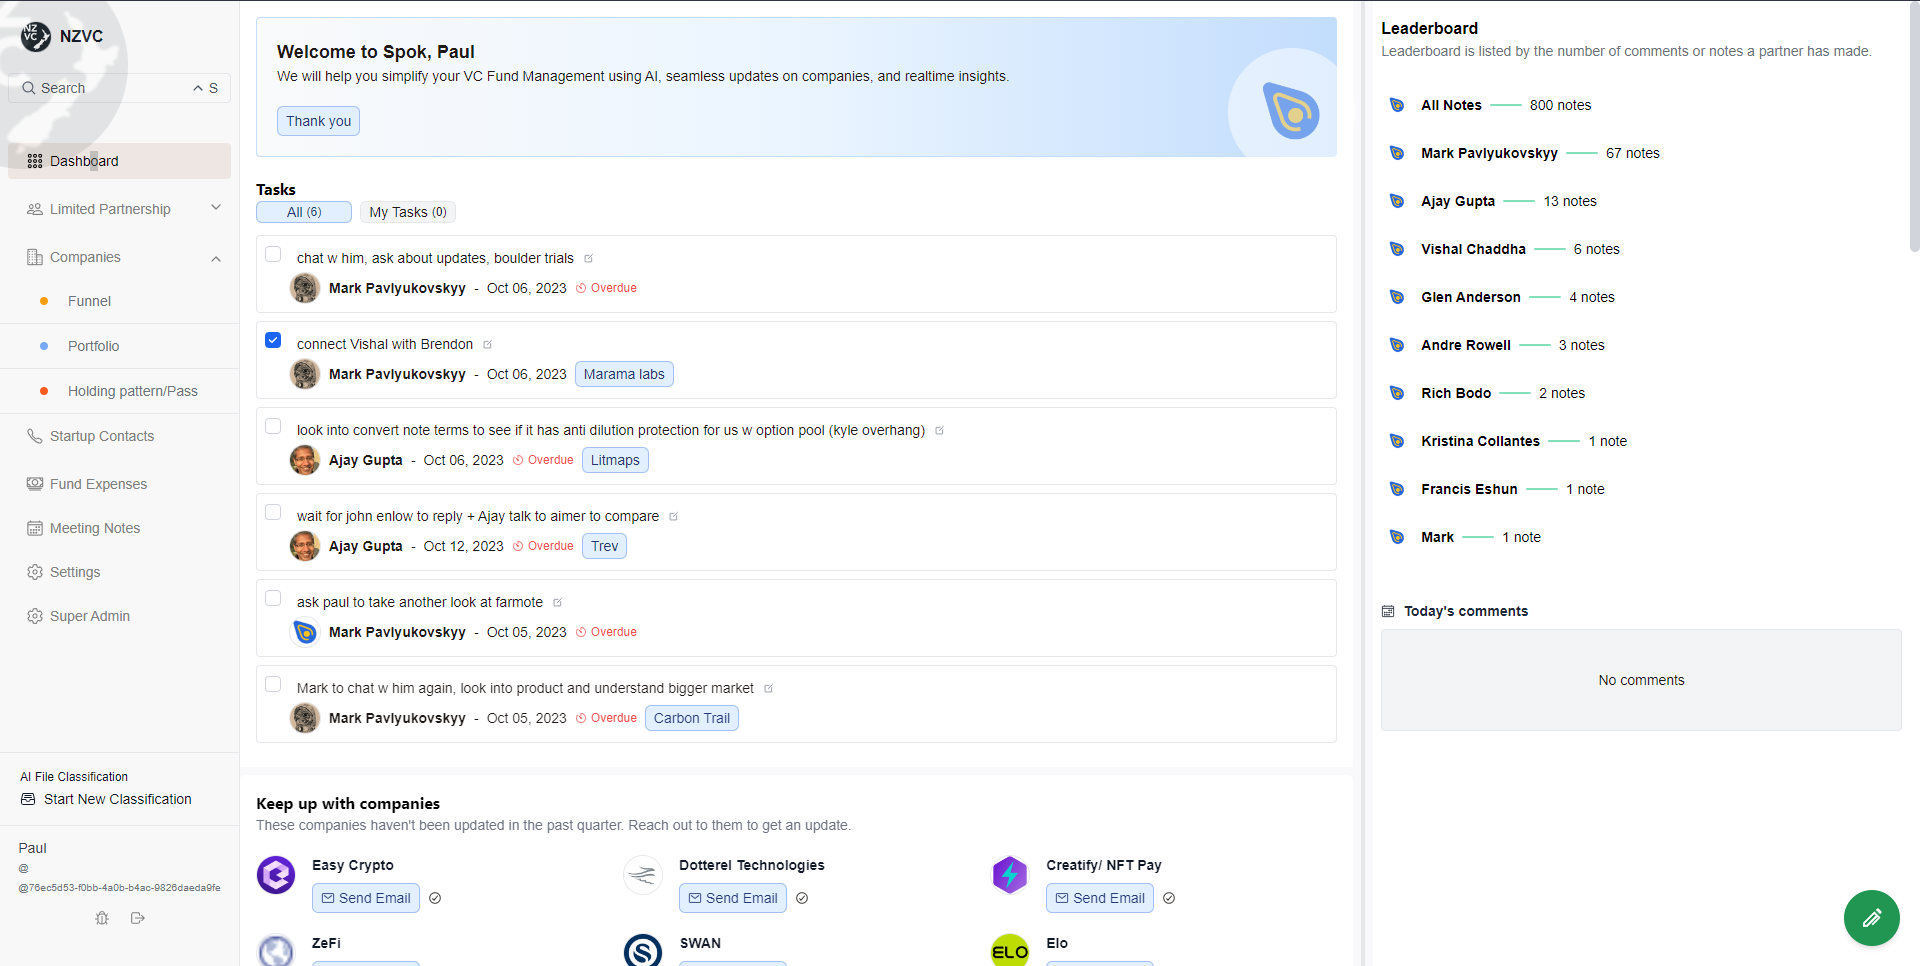 NZ
VC
NZVC
Search
S
Dashboard
Limited Partnership
Companies
Funnel
Portfolio
Holding pattern/Pass
Startup Contacts
Fund Expenses
Meeting Notes
Settings
Super Admin
AI File Classification
Start New Classification
Paul
@
@76ec5d53-f0bb-4a0b-b4ac-9826daeda9fe
Welcome to Spok, Paul
We will help you simplify your VC Fund Management using AI, seamless updates on companies, and realtime insights.
Thank you
Tasks
All (6)
My Tasks (0)
chat w him, ask about updates, boulder trials
Mark Pavlyukovskyy - Oct 06, 2023 Overdue
connect Vishal with Brendon
Mark Pavlyukovskyy - Oct 06, 2023 Marama labs
look into convert note terms to see if it has anti dilution protection for us w option pool (kyle overhang)
Ajay Gupta - Oct 06, 2023 Overdue Litmaps
wait for john enlow to reply + Ajay talk to aimer to compare
Ajay Gupta - Oct 12, 2023 Overdue Trev
ask paul to take another look at farmote
Mark Pavlyukovskyy - Oct 05, 2023 Overdue
Mark to chat w him again, look into product and understand bigger market
Mark Pavlyukovskyy - Oct 05, 2023 Overdue Carbon Trail
Keep up with companies
These companies haven't been updated in the past quarter. Reach out to them to get an update.
Easy Crypto
Send Email
Dotterel Technologies
Send Email
Creatify/ NFT Pay
Send Email
ZeFi
SWAN
ELO
Elo
Leaderboard
Leaderboard is listed by the number of comments or notes a partner has made.
All Notes 800 notes
Mark Pavlyukovskyy 67 notes
Ajay Gupta 13 notes
Vishal Chaddha 6 notes
Glen Anderson 4 notes
Andre Rowell 3 notes
Rich Bodo 2 notes
Kristina Collantes 1 note
Francis Eshun 1 note
Mark 1 note
Today's comments
No comments